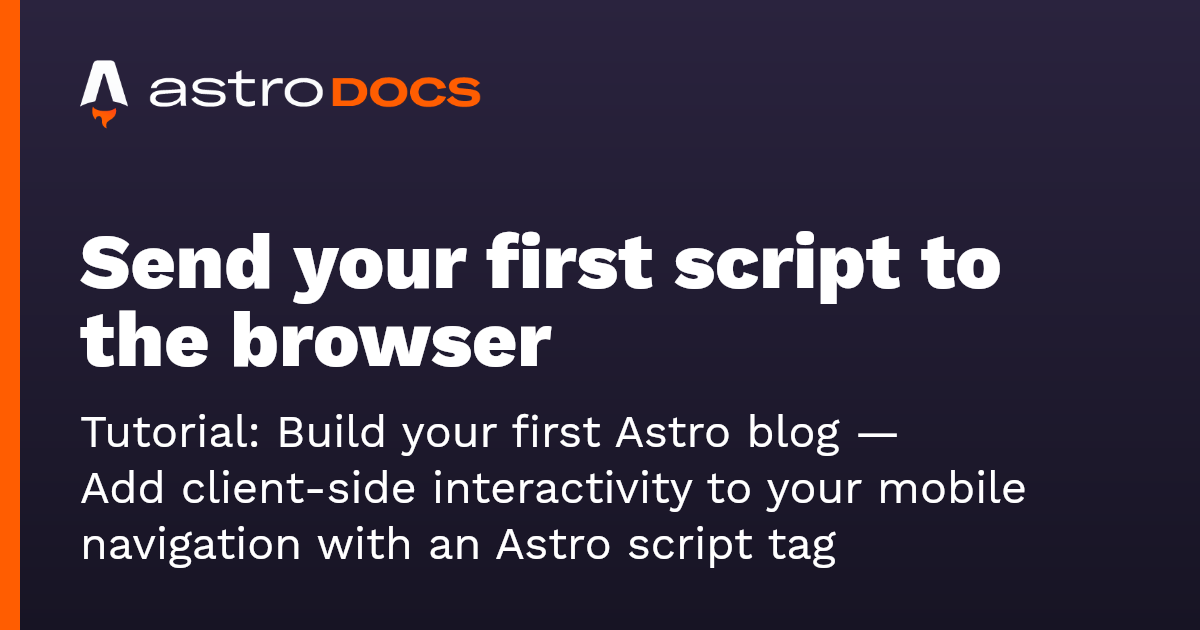 astro DOCS
Send your first script to
the browser
Tutorial: Build your first Astro blog —
Add client-side interactivity to your mobile
navigation with an Astro script tag